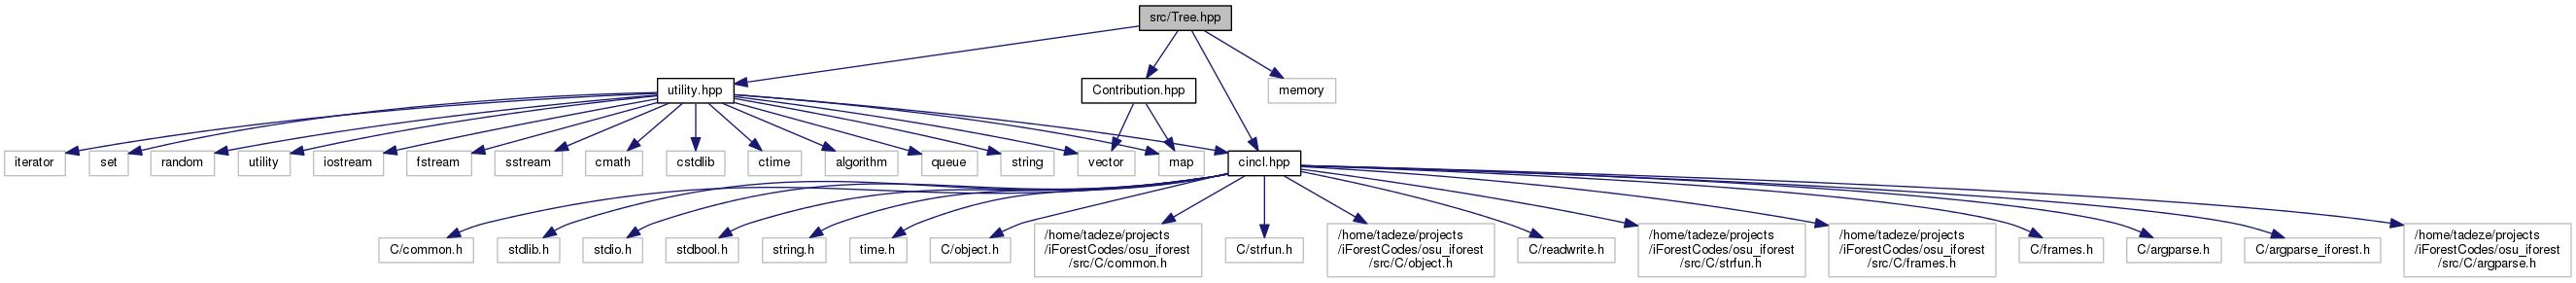 src/Tree.hpp
utility.hpp
Contribution.hpp
memory
iterator
set
random
utility
iostream
fstream
sstream
cmath
cstdlib
ctime
algorithm
queue
string
vector
map
cincl.hpp
C/common.h
stdlib.h
stdio.h
stdbool.h
string.h
time.h
C/object.h
/home/tadeze/projects
/iForestCodes/osu_iforest
/src/C/common.h
C/strfun.h
/home/tadeze/projects
/iForestCodes/osu_iforest
/src/C/object.h
C/readwrite.h
/home/tadeze/projects
/iForestCodes/osu_iforest
/src/C/strfun.h
/home/tadeze/projects
/iForestCodes/osu_iforest
/src/C/frames.h
C/frames.h
C/argparse.h
C/argparse_iforest.h
/home/tadeze/projects
/iForestCodes/osu_iforest
/src/C/argparse.h